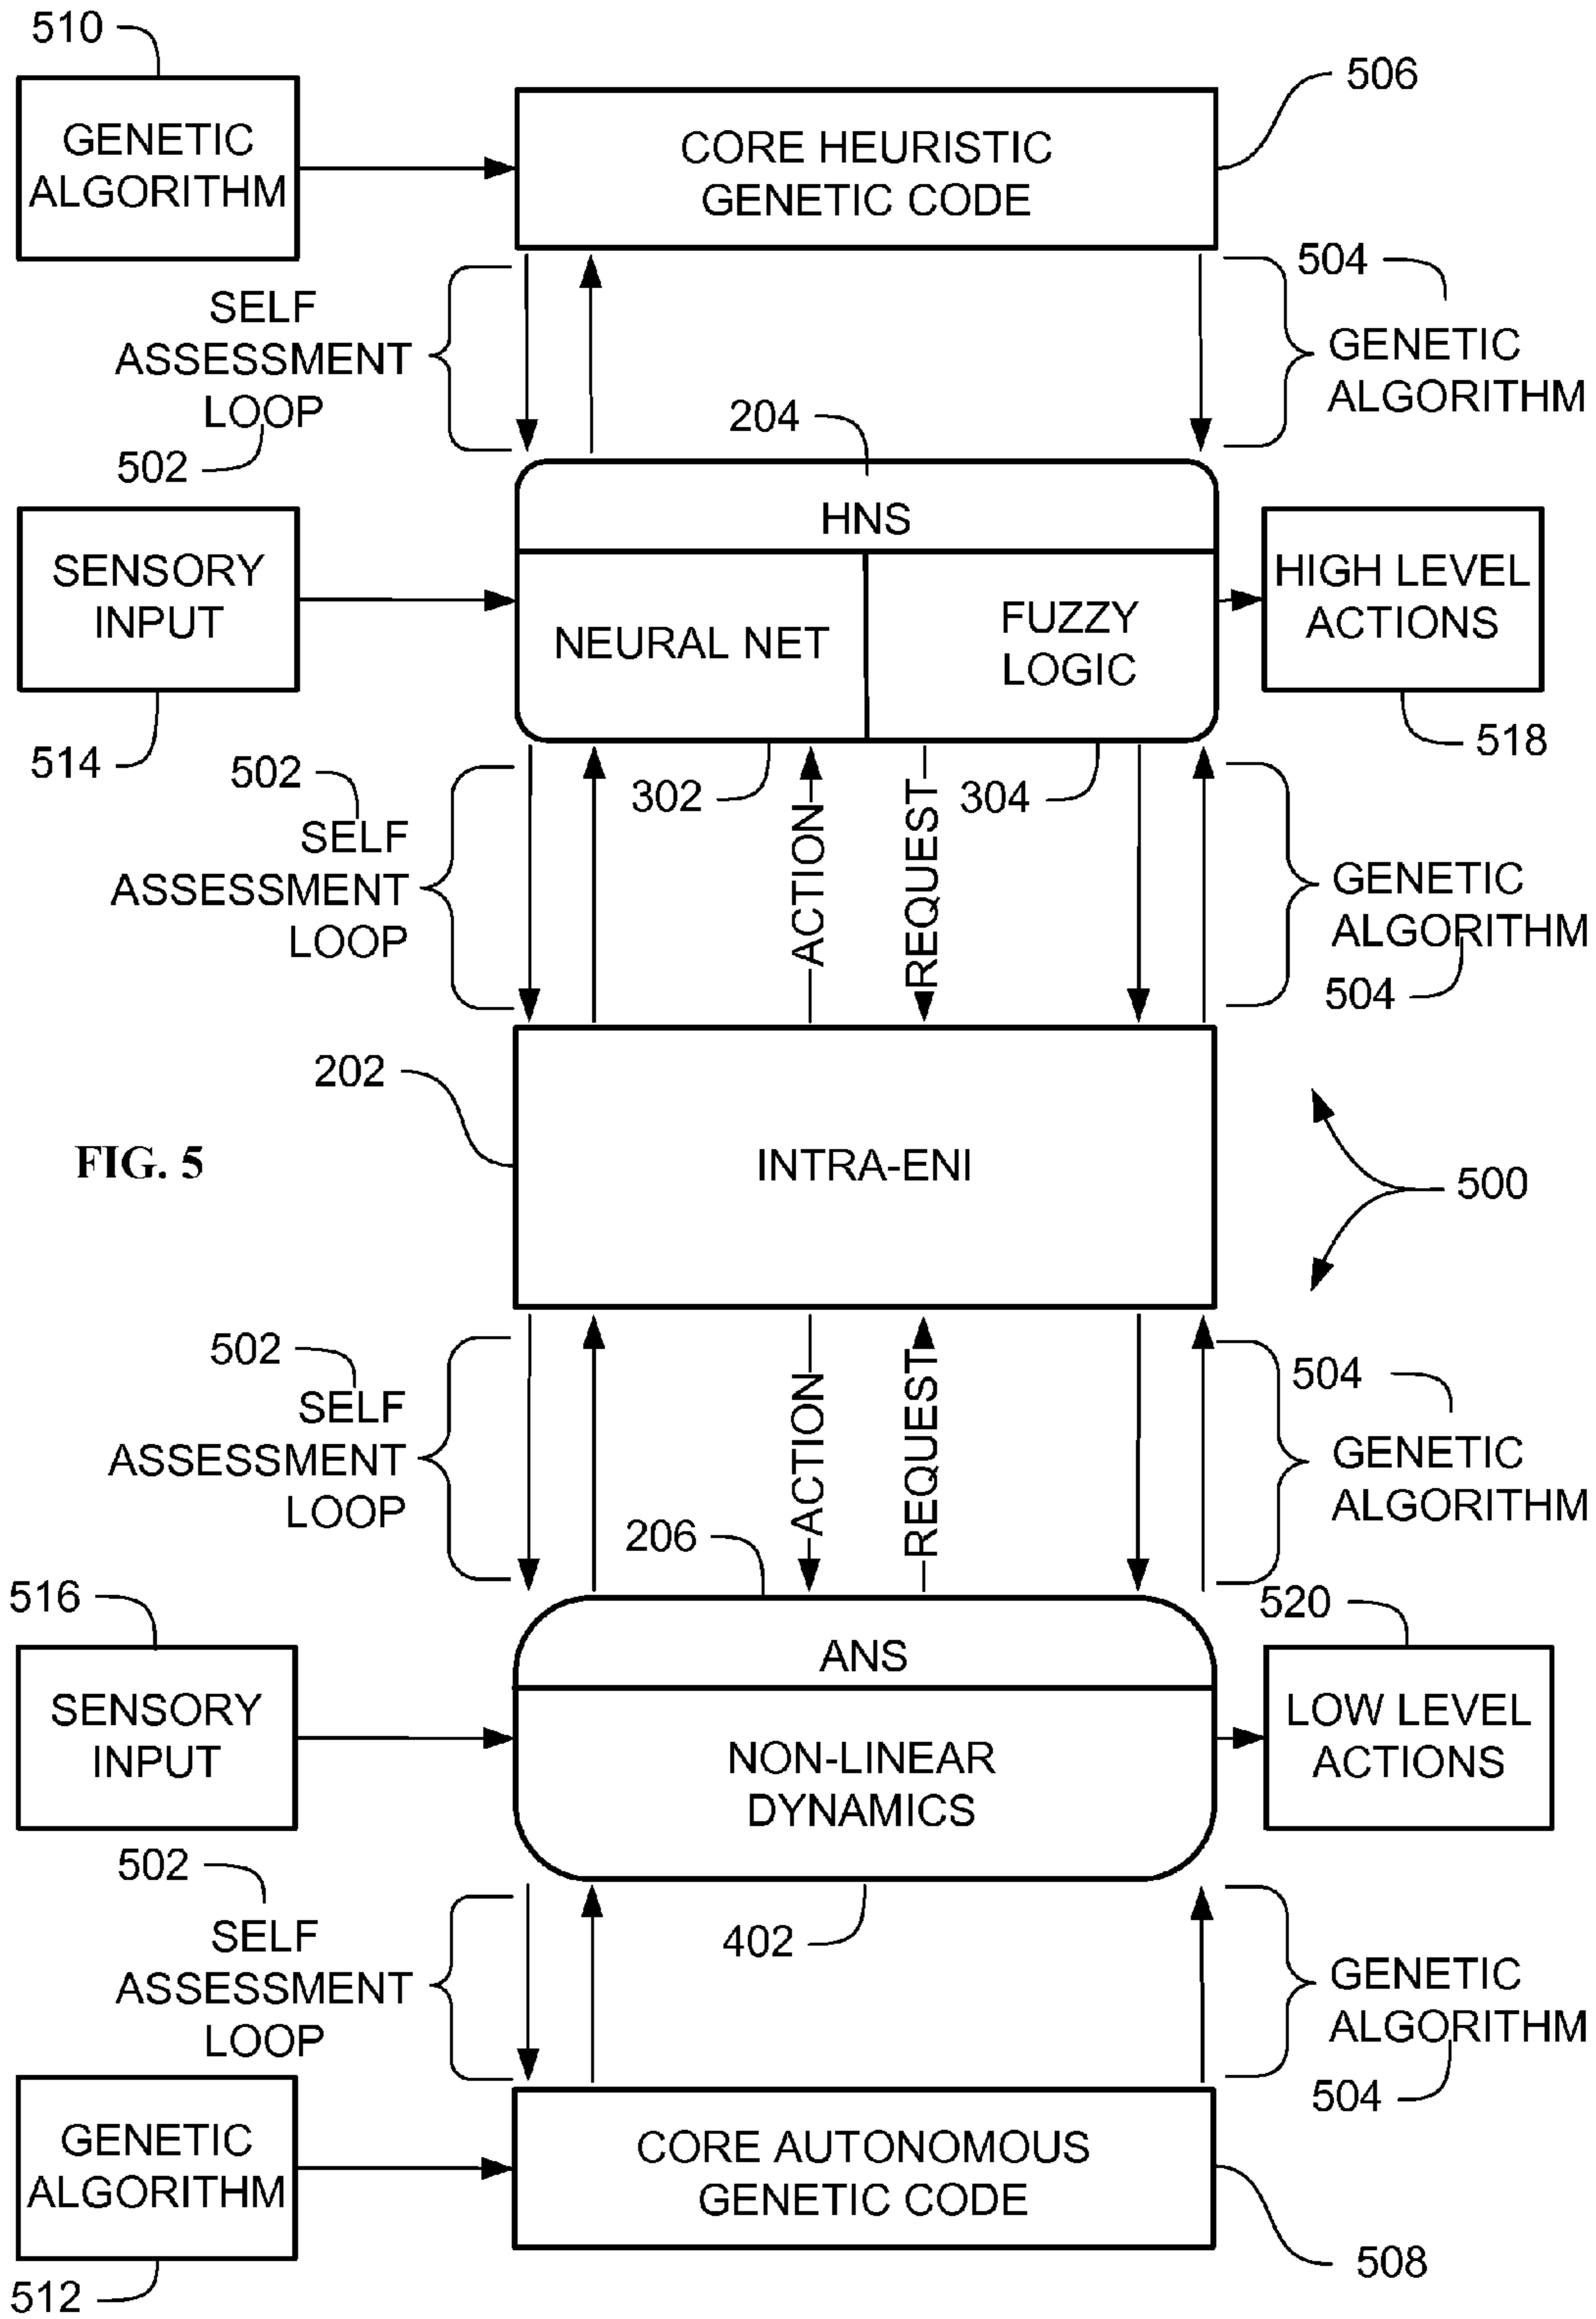 510
GENETIC
ALGORITHM
CORE HEURISTIC
GENETIC CODE
506
SELF
ASSESSMENT
LOOP
502
504
GENETIC
ALGORITHM
204
HNS
NEURAL NET
FUZZY
LOGIC
SENSORY
INPUT
514
HIGH LEVEL
ACTIONS
518
502
SELF
ASSESSMENT
LOOP
302
ACTION
REQUEST
304
GENETIC
ALGORITHM
504
202
FIG. 5
INTRA-ENI
500
502
SELF
ASSESSMENT
LOOP
ACTION
REQUEST
504
GENETIC
ALGORITHM
206
516
SENSORY
INPUT
ANS
NON-LINEAR
DYNAMICS
520
LOW LEVEL
ACTIONS
502
SELF
ASSESSMENT
LOOP
402
GENETIC
ALGORITHM
504
GENETIC
ALGORITHM
512
CORE AUTONOMOUS
GENETIC CODE
508